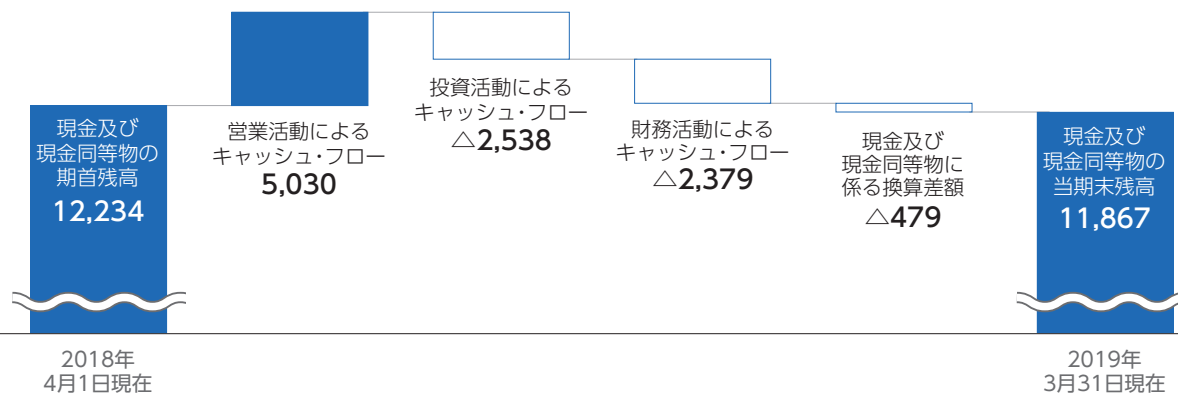 現金及び
現金同等物の
期首残高
12,234
営業活動による
キャッシュ・フロー
5,030
投資活動による
キャッシュ・フロー
△2,538
財務活動による
キャッシュ・フロー
△2,379
現金及び
現金同等物に
係る換算差額
△479
現金及び
現金同等物の
当期末残高
11,867
2018年
4月1日現在
2019年
3月31日現在